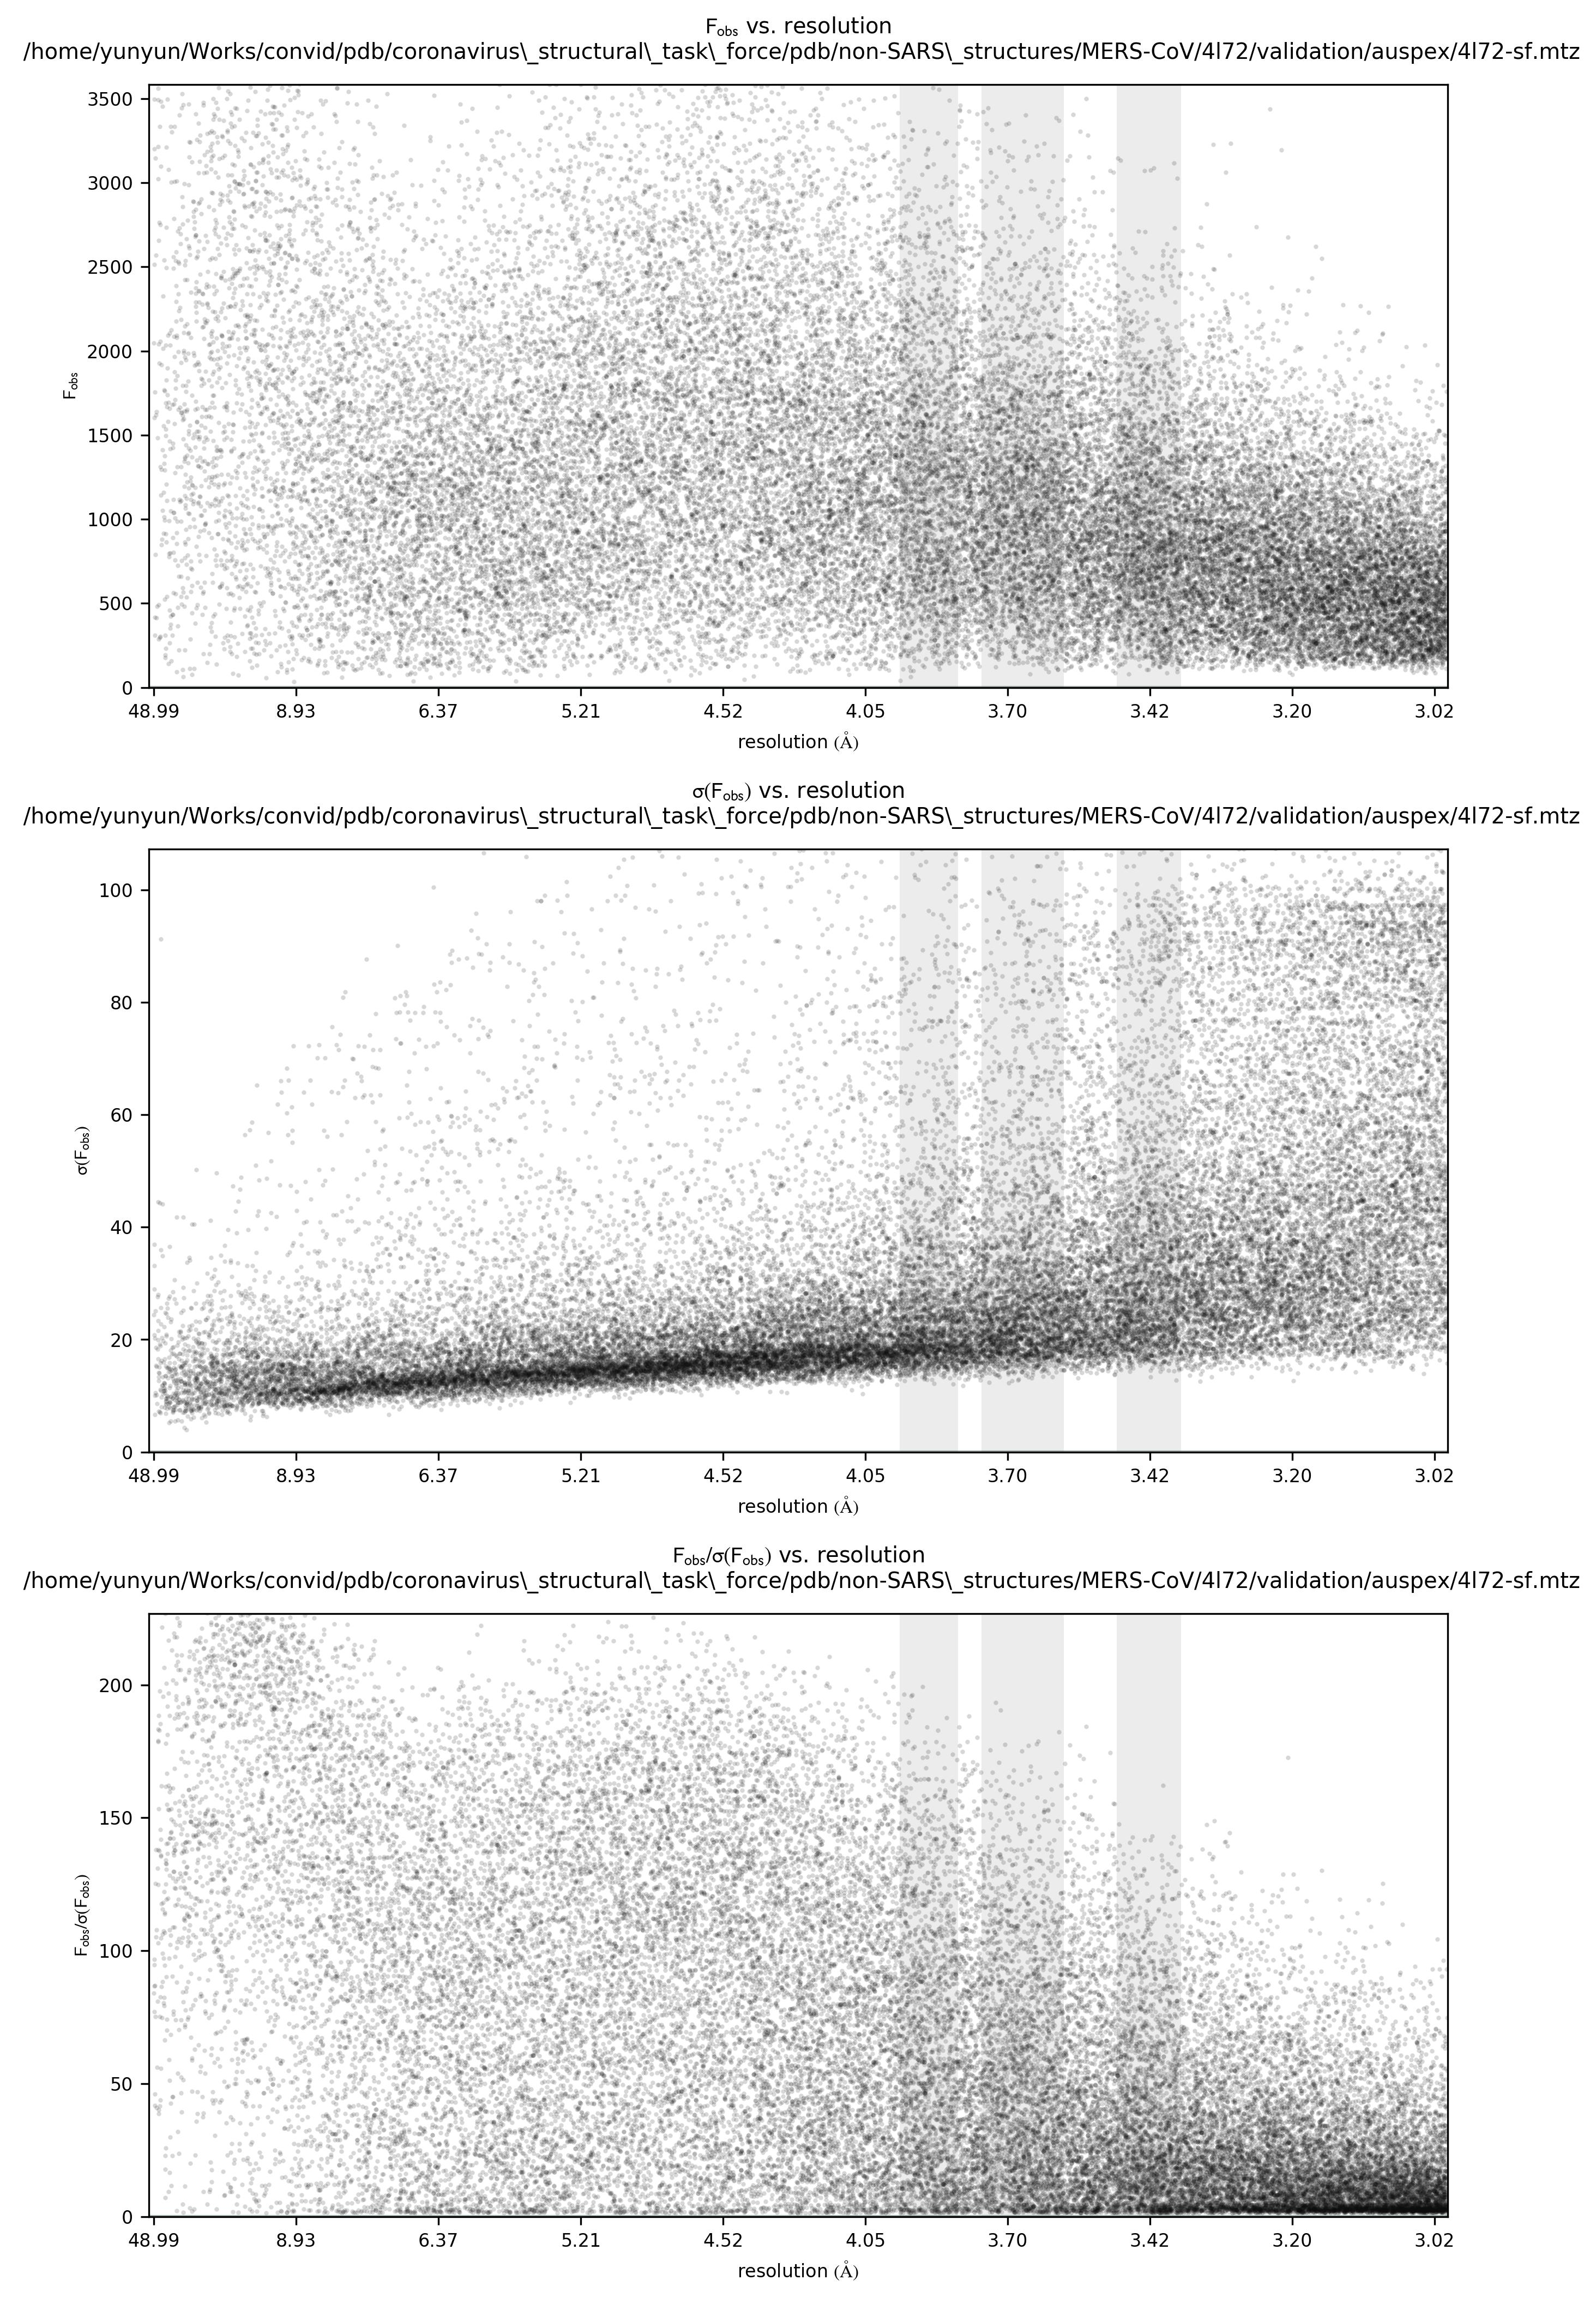 Fobs vs. resolution
/home/yunyun/Works/convid/pdb/coronavirus\_structural\_task\_force/pdb/non-SARS\_structures/MERS-CoV/4l72/validation/auspex/4l72-sf.mtz
3500
3000
2500
2000
1500
1000
500
0
Fobs
48.99 8.93 6.37 5.21 4.52 4.05 3.70 3.42 3.20 3.02
resolution (Å)
σ(Fobs) vs. resolution
/home/yunyun/Works/convid/pdb/coronavirus\_structural\_task\_force/pdb/non-SARS\_structures/MERS-CoV/4l72/validation/auspex/4l72-sf.mtz
100
80
60
40
20
0
σ(Fobs)
48.99 8.93 6.37 5.21 4.52 4.05 3.70 3.42 3.20 3.02
resolution (Å)
Fobs/σ(Fobs) vs. resolution
/home/yunyun/Works/convid/pdb/coronavirus\_structural\_task\_force/pdb/non-SARS\_structures/MERS-CoV/4l72/validation/auspex/4l72-sf.mtz
200
150
100
50
0
Fobs/σ(Fobs)
48.99 8.93 6.37 5.21 4.52 4.05 3.70 3.42 3.20 3.02
resolution (Å)